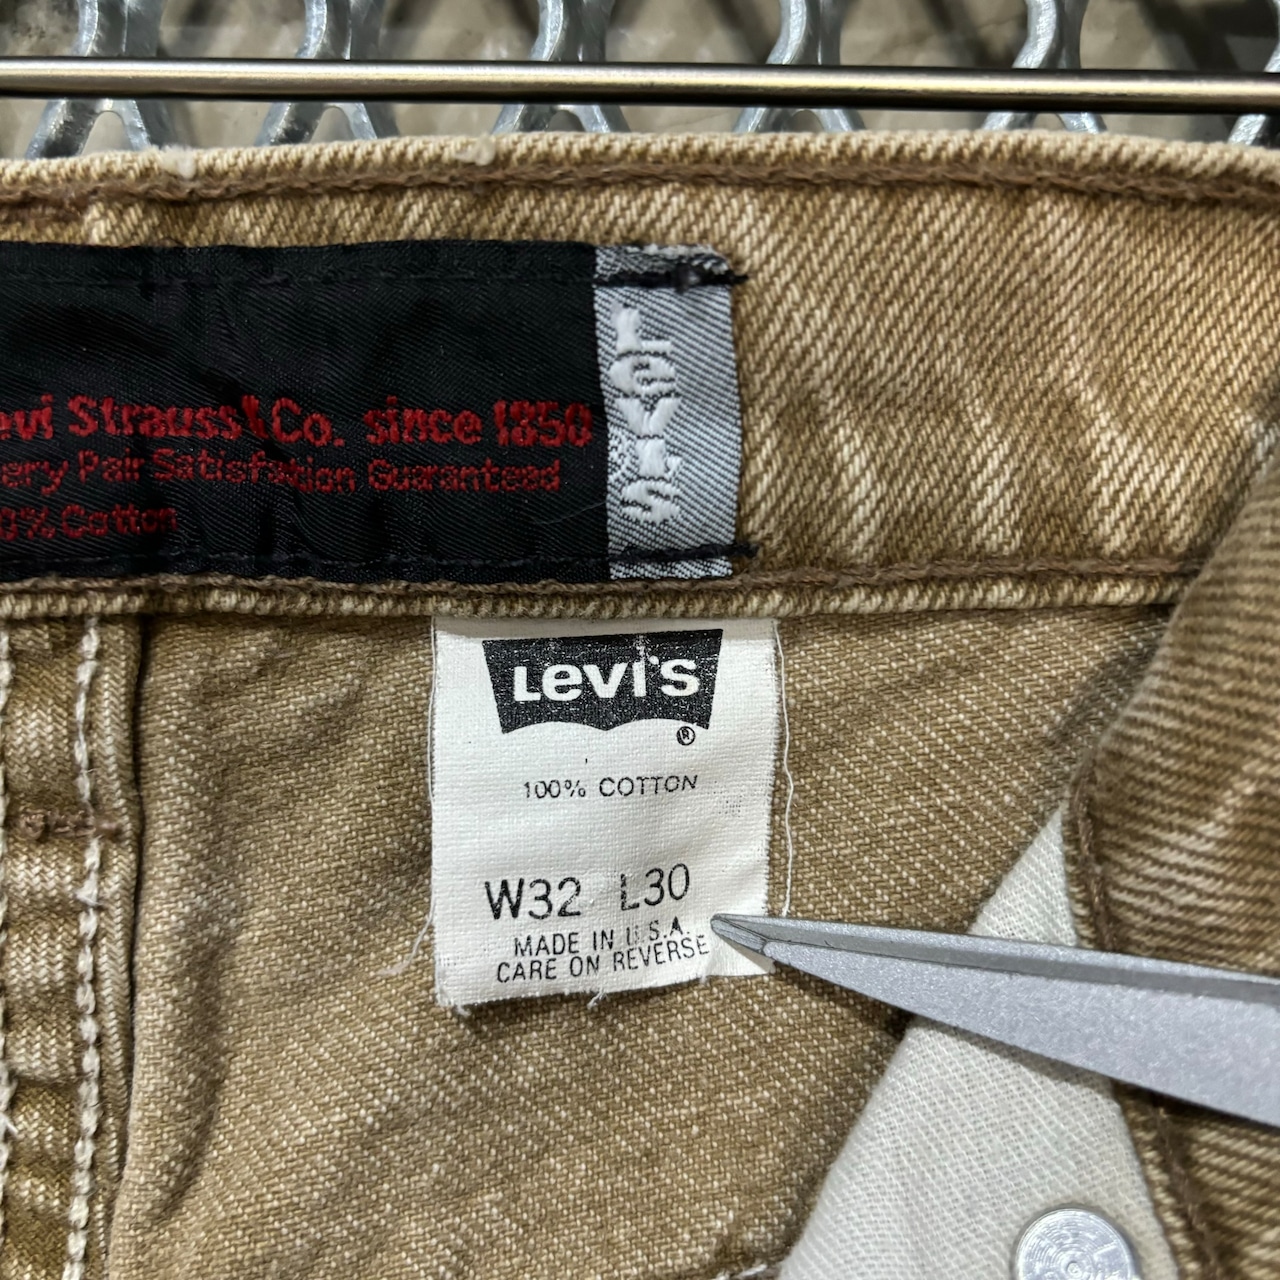 evi Strauss & Co. since 1850
ery Pair Satisfaction Guaranteed
0% Cotton
Levi's
Levi's
®
100% COTTON
W32 L30
MADE IN U.S.A.
CARE ON REVERSE